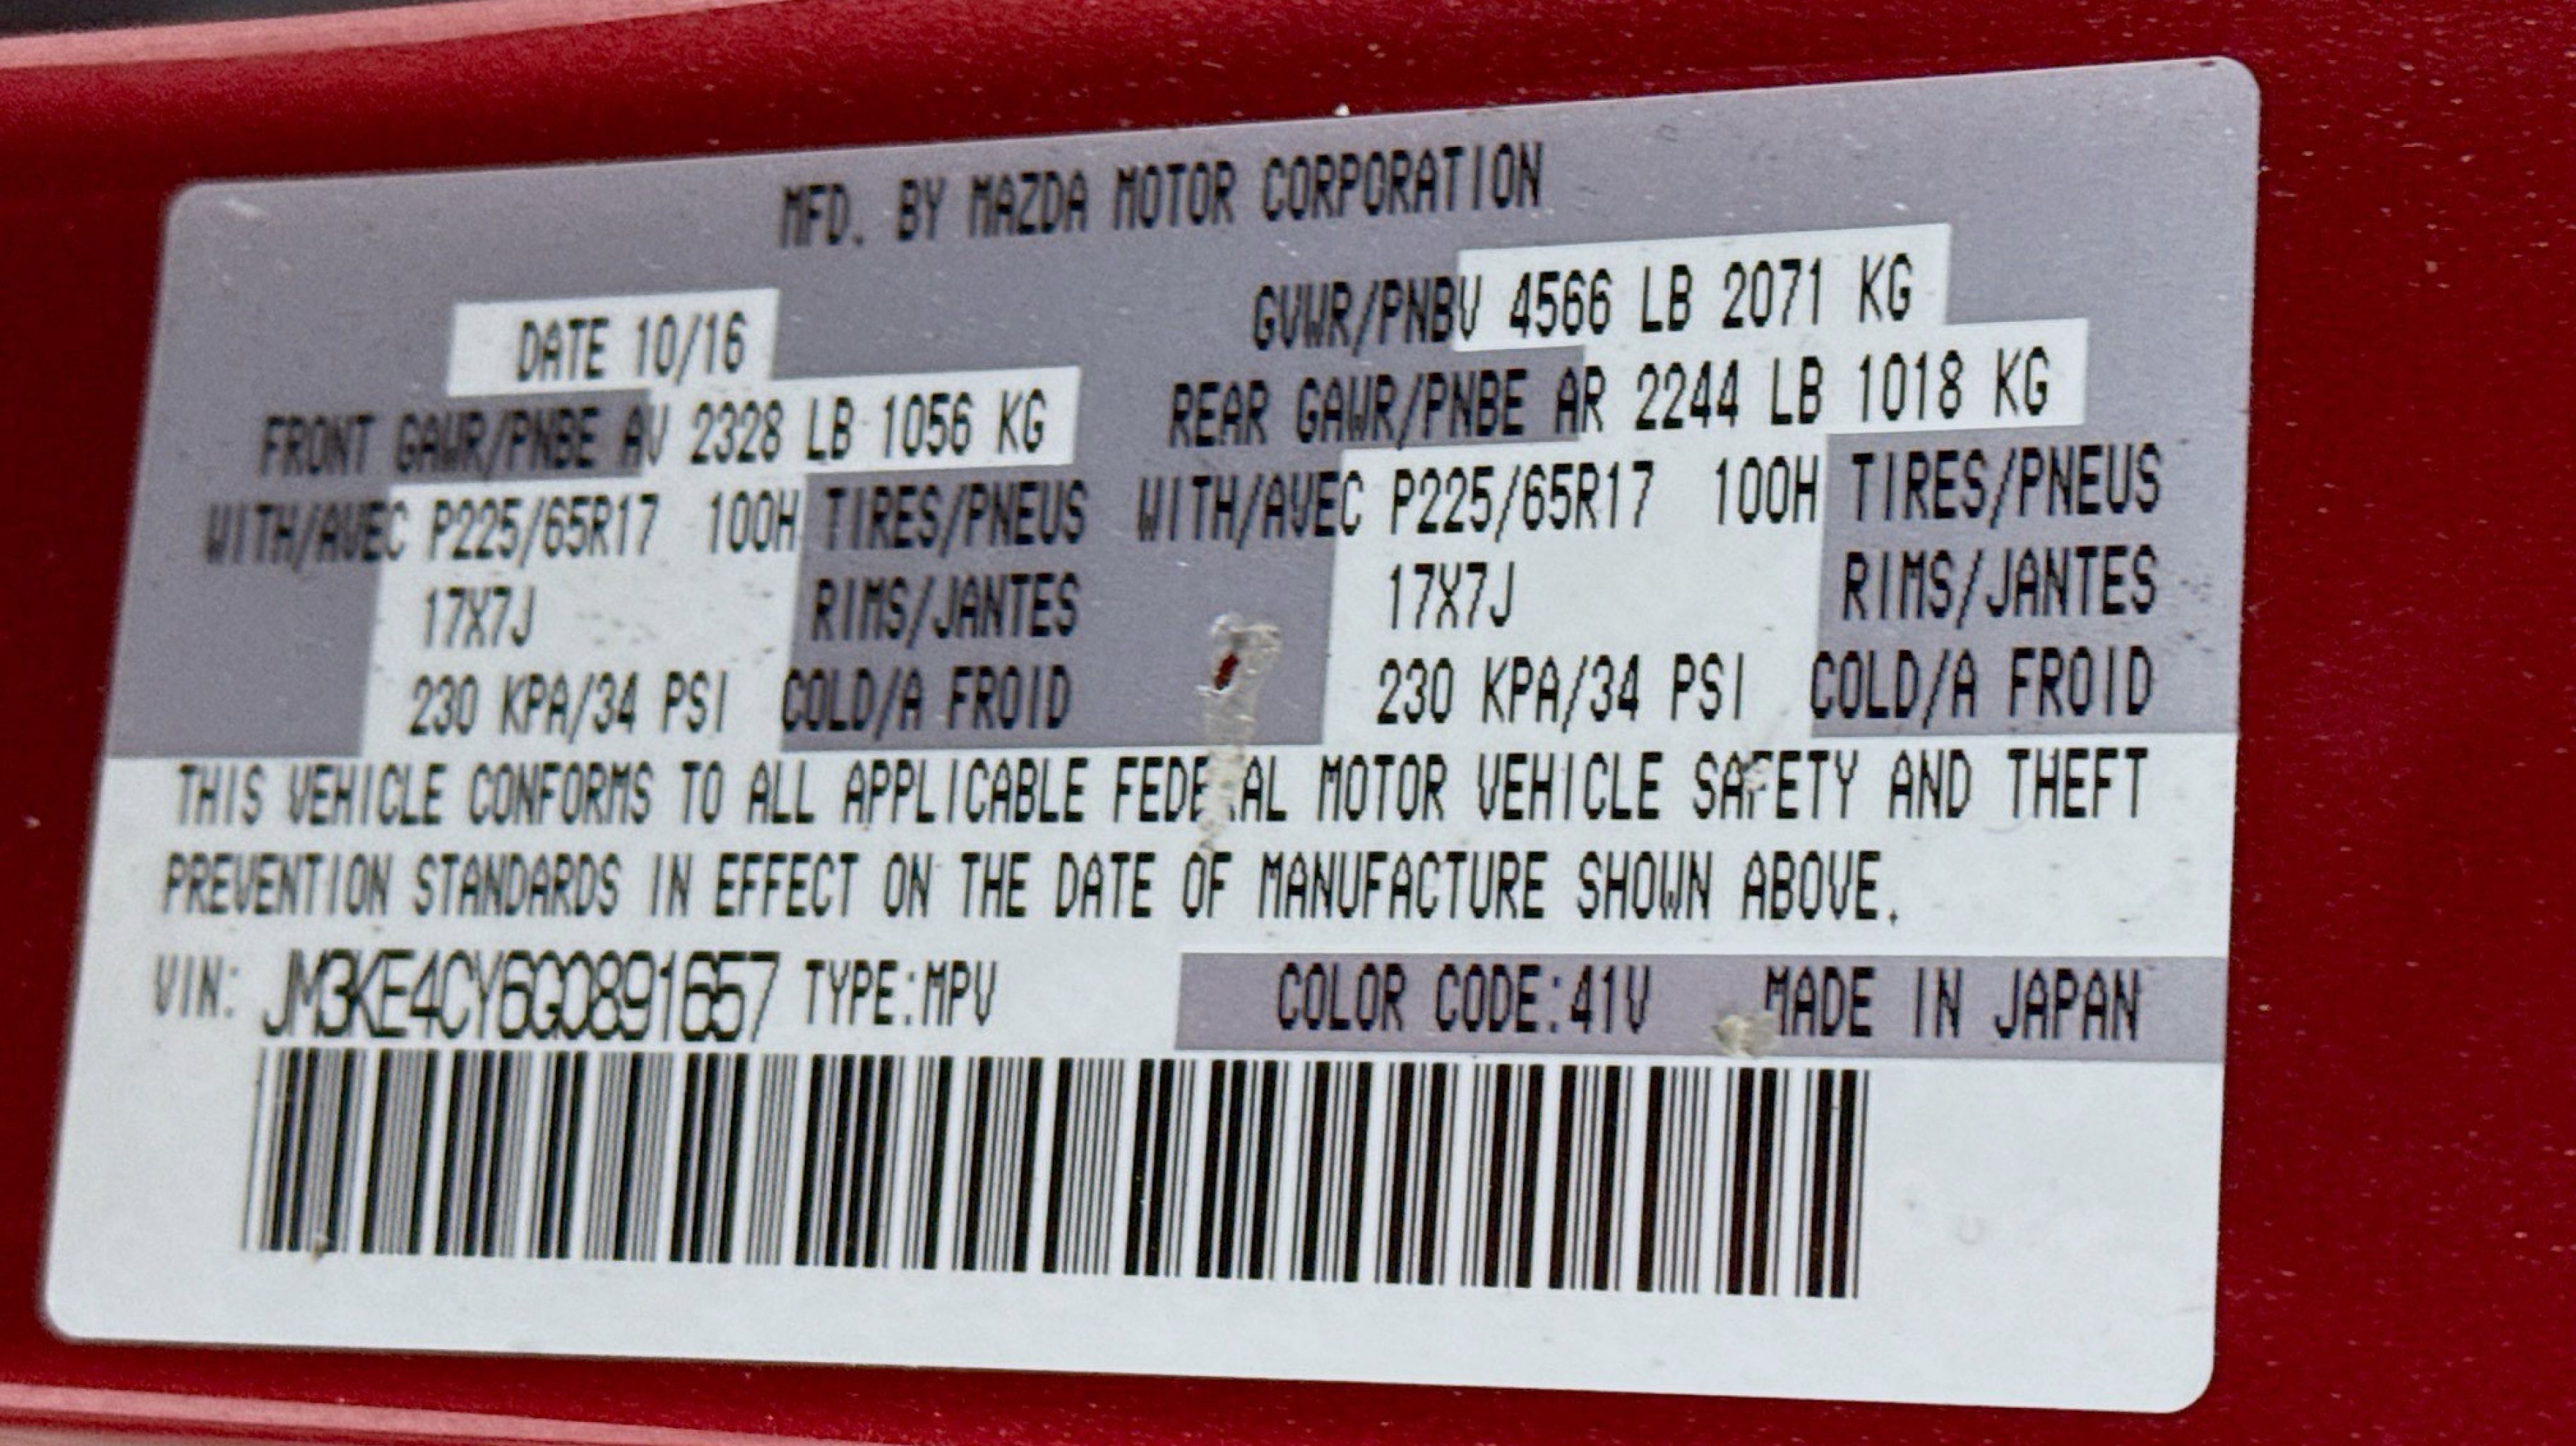 MFD. BY MAZDA MOTOR CORPORATION
DATE 10/16
GVWR/PNBV 4566 LB 2071 KG
FRONT GAWR/PNBE AV 2328 LB 1056 KG
REAR GAWR/PNBE AR 2244 LB 1018 KG
WITH/AVEC P225/65R17 100H TIRES/PNEUS
WITH/AVEC P225/65R17 100H TIRES/PNEUS
17X7J RIMS/JANTES
17X7J RIMS/JANTES
230 KPA/34 PSI COLD/A FROID
230 KPA/34 PSI COLD/A FROID
THIS VEHICLE CONFORMS TO ALL APPLICABLE FEDERAL MOTOR VEHICLE SAFETY AND THEFT
PREVENTION STANDARDS IN EFFECT ON THE DATE OF MANUFACTURE SHOWN ABOVE.
VIN: JM3KE4CY6G0891657 TYPE:MPV COLOR CODE:41V MADE IN JAPAN